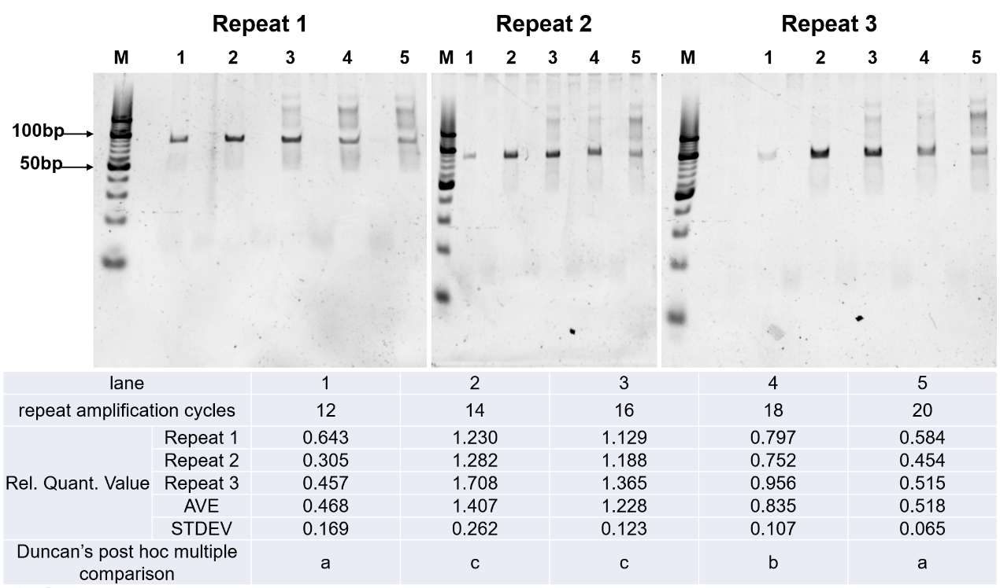 Repeat 1 Repeat 2 Repeat 3
M 1 2 3 4 5 M 1 2 3 4 5 M 1 2 3 4 5
100bp
50bp
lane 1 2 3 4 5
repeat amplification cycles 12 14 16 18 20
Rel. Quant. Value
Repeat 1 0.643 1.230 1.129 0.797 0.584
Repeat 2 0.305 1.282 1.188 0.752 0.454
Repeat 3 0.457 1.708 1.365 0.956 0.515
AVE 0.468 1.407 1.228 0.835 0.518
STDEV 0.169 0.262 0.123 0.107 0.065
Duncan’s post hoc multiple
comparison a c c b a